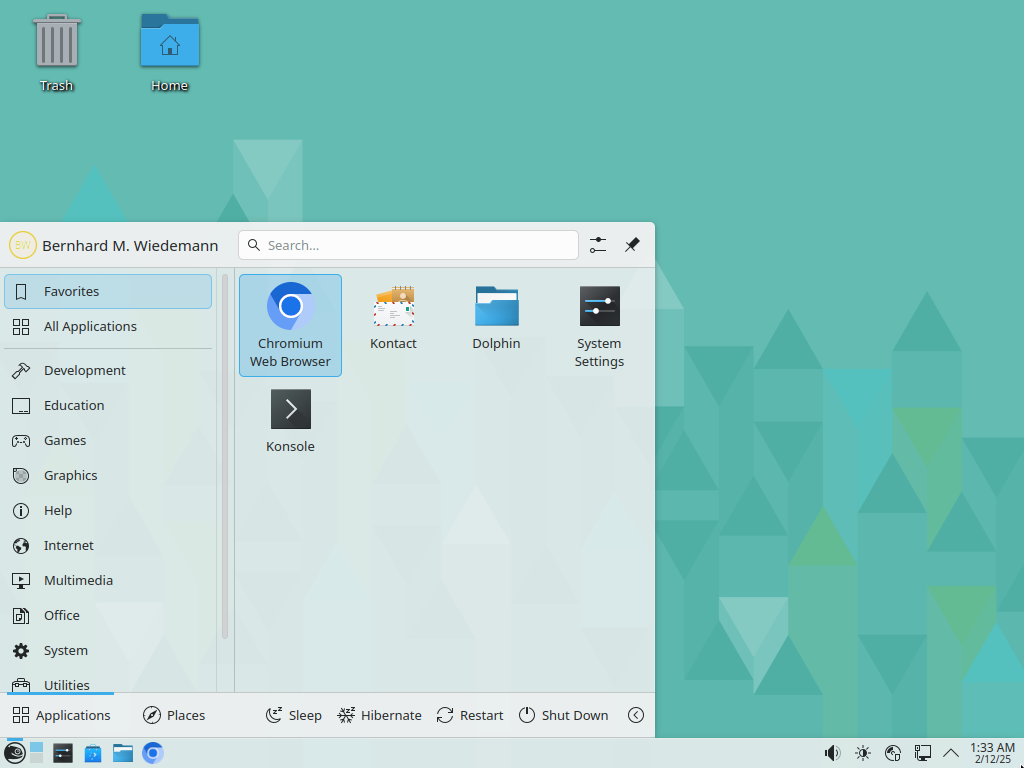 Trash
Home
BW
Bernhard M. Wiedemann
Search...
Favorites
All Applications
Development
Education
Games
Graphics
Help
Internet
Multimedia
Office
System
Utilities
Chromium
Web Browser
Kontact
Dolphin
System
Settings
Konsole
Applications
Places
Sleep
Hibernate
Restart
Shut Down
1:33 AM
2/12/25